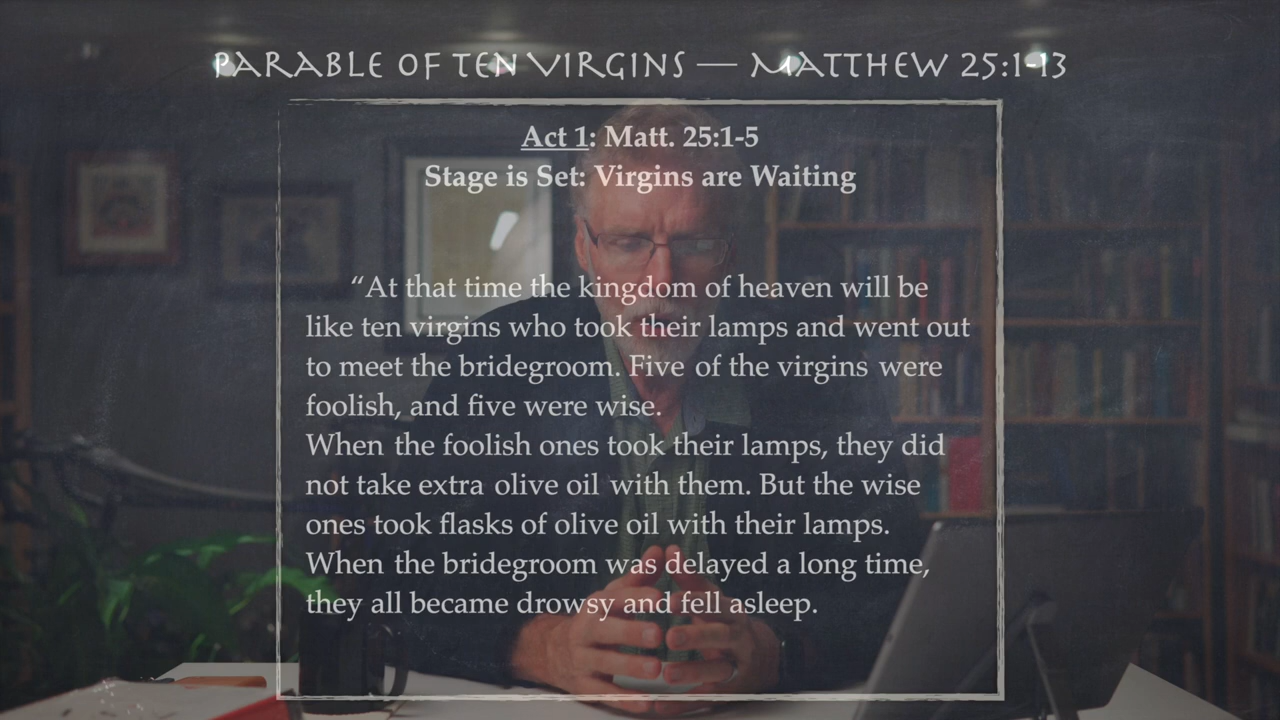 PARABLE OF TEN VIRGINS — MATTHEW 25:1-13
Act 1: Matt. 25:1-5
Stage is Set: Virgins are Waiting
“At that time the kingdom of heaven will be
like ten virgins who took their lamps and went out
to meet the bridegroom. Five of the virgins were
foolish, and five were wise.
When the foolish ones took their lamps, they did
not take extra olive oil with them. But the wise
ones took flasks of olive oil with their lamps.
When the bridegroom was delayed a long time,
they all became drowsy and fell asleep.